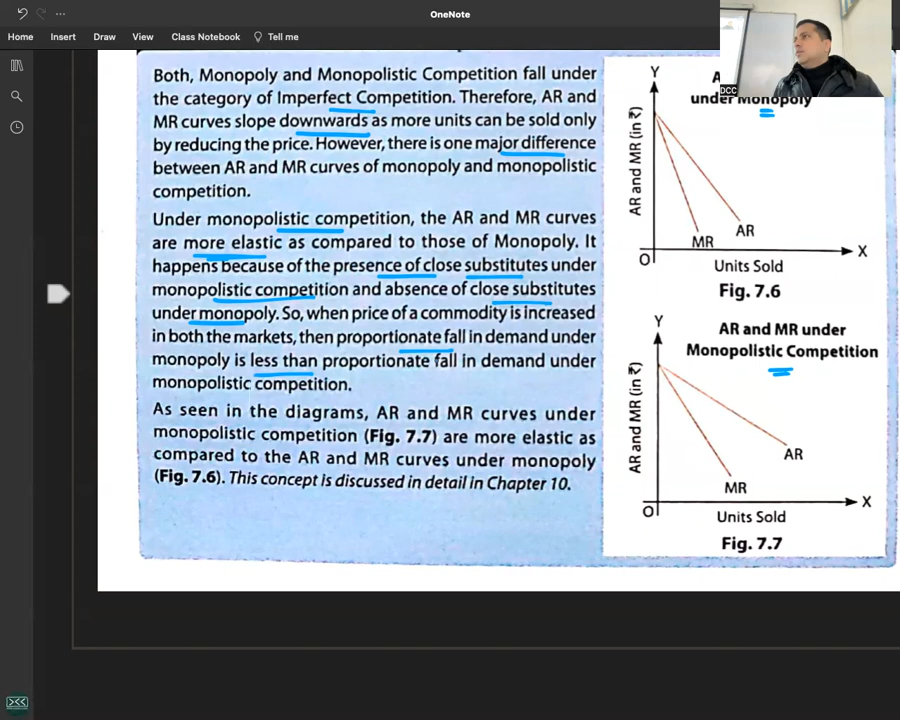 OneNote
Home Insert Draw View Class Notebook Tell me
DCC
Both, Monopoly and Monopolistic Competition fall under
the category of Imperfect Competition. Therefore, AR and
MR curves slope downwards as more units can be sold only
by reducing the price. However, there is one major difference
between AR and MR curves of monopoly and monopolistic
competition.
Under monopolistic competition, the AR and MR curves
are more elastic as compared to those of Monopoly. It
happens because of the presence of close substitutes under
monopolistic competition and absence of close substitutes
under monopoly. So, when price of a commodity is increased
in both the markets, then proportionate fall in demand under
monopoly is less than proportionate fall in demand under
monopolistic competition.
As seen in the diagrams, AR and MR curves under
monopolistic competition (Fig. 7.7) are more elastic as
compared to the AR and MR curves under monopoly
(Fig. 7.6). This concept is discussed in detail in Chapter 10.
under Monopoly
Y
AR and MR (in ₹)
AR
MR
O
X
Units Sold
Fig. 7.6
Y
AR and MR under
Monopolistic Competition
AR and MR (in ₹)
AR
MR
O
X
Units Sold
Fig. 7.7